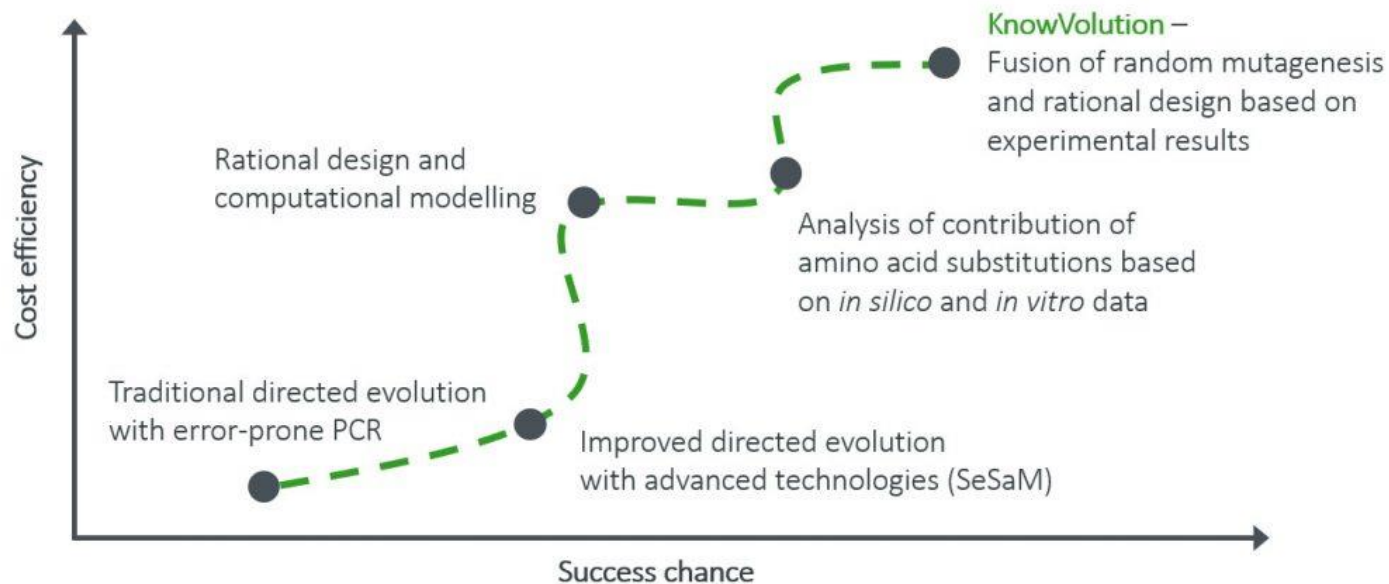 KnowVolution –
Fusion of random mutagenesis
and rational design based on
experimental results
Rational design and
computational modelling
Analysis of contribution of
amino acid substitutions based
on in silico and in vitro data
Traditional directed evolution
with error-prone PCR
Improved directed evolution
with advanced technologies (SeSaM)
Cost efficiency
Success chance